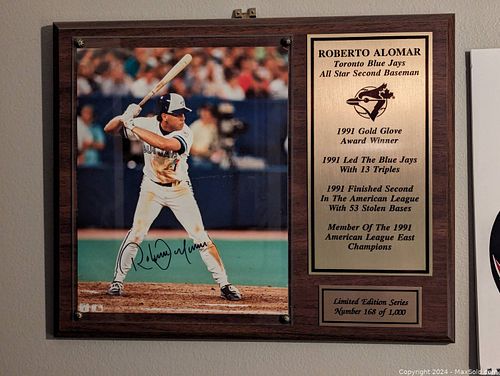 ROBERTO ALOMAR
Toronto Blue Jays
All Star Second Baseman
1991 Gold Glove
Award Winner
1991 Led The Blue Jays
With 13 Triples
1991 Finished Second
In The American League
With 53 Stolen Bases
Member Of The 1991
American League East
Champions
Limited Edition Series
Number 168 of 1,000
Copyright © 2024 - MaxSold.com